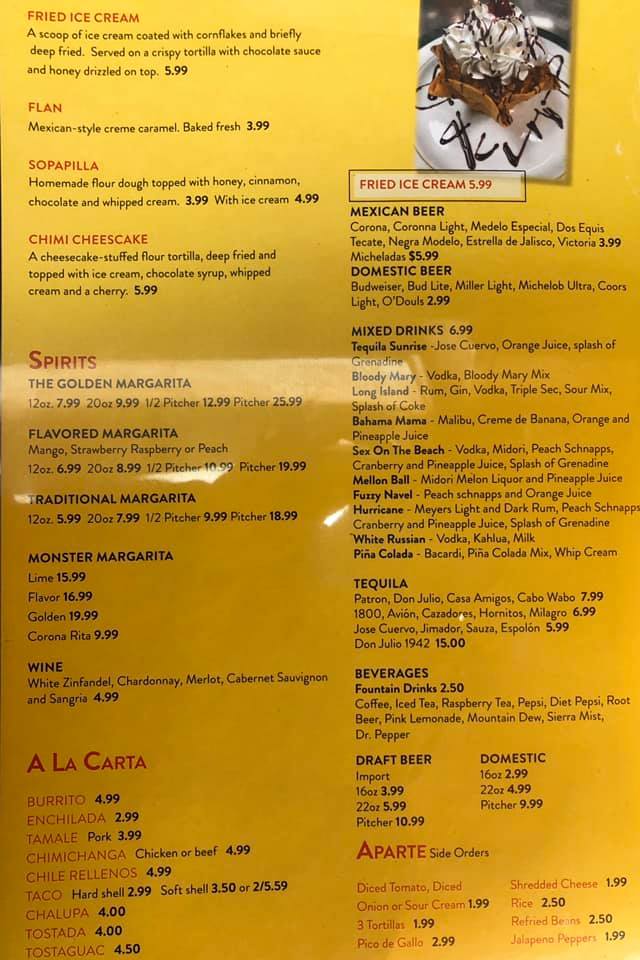 FRIED ICE CREAM
A scoop of ice cream coated with cornflakes and briefly
deep fried. Served on a crispy tortilla with chocolate sauce
and honey drizzled on top. 5.99
FLAN
Mexican-style creme caramel. Baked fresh 3.99
SOPAPILLA
Homemade flour dough topped with honey, cinnamon,
chocolate and whipped cream. 3.99 With ice cream 4.99
CHIMI CHEESCAKE
A cheesecake-stuffed flour tortilla, deep fried and
topped with ice cream, chocolate syrup, whipped
cream and a cherry. 5.99
SPIRITS
THE GOLDEN MARGARITA
12oz. 7.99 20oz 9.99 1/2 Pitcher 12.99 Pitcher 25.99
FLAVORED MARGARITA
Mango, Strawberry Raspberry or Peach
12oz. 6.99 20oz 8.99 1/2 Pitcher 10.99 Pitcher 19.99
TRADITIONAL MARGARITA
12oz. 5.99 20oz 7.99 1/2 Pitcher 9.99 Pitcher 18.99
MONSTER MARGARITA
Lime 15.99
Flavor 16.99
Golden 19.99
Corona Rita 9.99
WINE
White Zinfandel, Chardonnay, Merlot, Cabernet Sauvignon
and Sangria 4.99
A LA CARTA
BURRITO 4.99
ENCHILADA 2.99
TAMALE Pork 3.99
CHIMICHANGA Chicken or beef 4.99
CHILE RELLENOS 4.99
TACO Hard shell 2.99 Soft shell 3.50 or 2/5.59
CHALUPA 4.00
TOSTADA 4.00
TOSTAGUAC 4.50
FRIED ICE CREAM 5.99
MEXICAN BEER
Corona, Coronna Light, Medelo Especial, Dos Equis
Tecate, Negra Modelo, Estrella de Jalisco, Victoria 3.99
Micheladas $5.99
DOMESTIC BEER
Budweiser, Bud Lite, Miller Light, Michelob Ultra, Coors
Light, O'Douls 2.99
MIXED DRINKS 6.99
Tequila Sunrise -Jose Cuervo, Orange Juice, splash of
Grenadine
Bloody Mary - Vodka, Bloody Mary Mix
Long Island - Rum, Gin, Vodka, Triple Sec, Sour Mix,
Splash of Coke
Bahama Mama - Malibu, Creme de Banana, Orange and
Pineapple Juice
Sex On The Beach - Vodka, Midori, Peach Schnapps,
Cranberry and Pineapple Juice, Splash of Grenadine
Mellon Ball - Midori Melon Liquor and Pineapple Juice
Fuzzy Navel - Peach schnapps and Orange Juice
Hurricane - Meyers Light and Dark Rum, Peach Schnapps
Cranberry and Pineapple Juice, Splash of Grenadine
White Russian - Vodka, Kahlua, Milk
Piña Colada - Bacardi, Piña Colada Mix, Whip Cream
TEQUILA
Patron, Don Julio, Casa Amigos, Cabo Wabo 7.99
1800, Avión, Cazadores, Hornitos, Milagro 6.99
Jose Cuervo, Jimador, Sauza, Espolón 5.99
Don Julio 1942 15.00
BEVERAGES
Fountain Drinks 2.50
Coffee, Iced Tea, Raspberry Tea, Pepsi, Diet Pepsi, Root
Beer, Pink Lemonade, Mountain Dew, Sierra Mist,
Dr. Pepper
DRAFT BEER
Import
16oz 3.99
22oz 5.99
Pitcher 10.99
DOMESTIC
16oz 2.99
22oz 4.99
Pitcher 9.99
APARTE Side Orders
Diced Tomato, Diced
Onion or Sour Cream 1.99
3 Tortillas 1.99
Pico de Gallo 2.99
Shredded Cheese 1.99
Rice 2.50
Refried Beans 2.50
Jalapeno Peppers 1.99